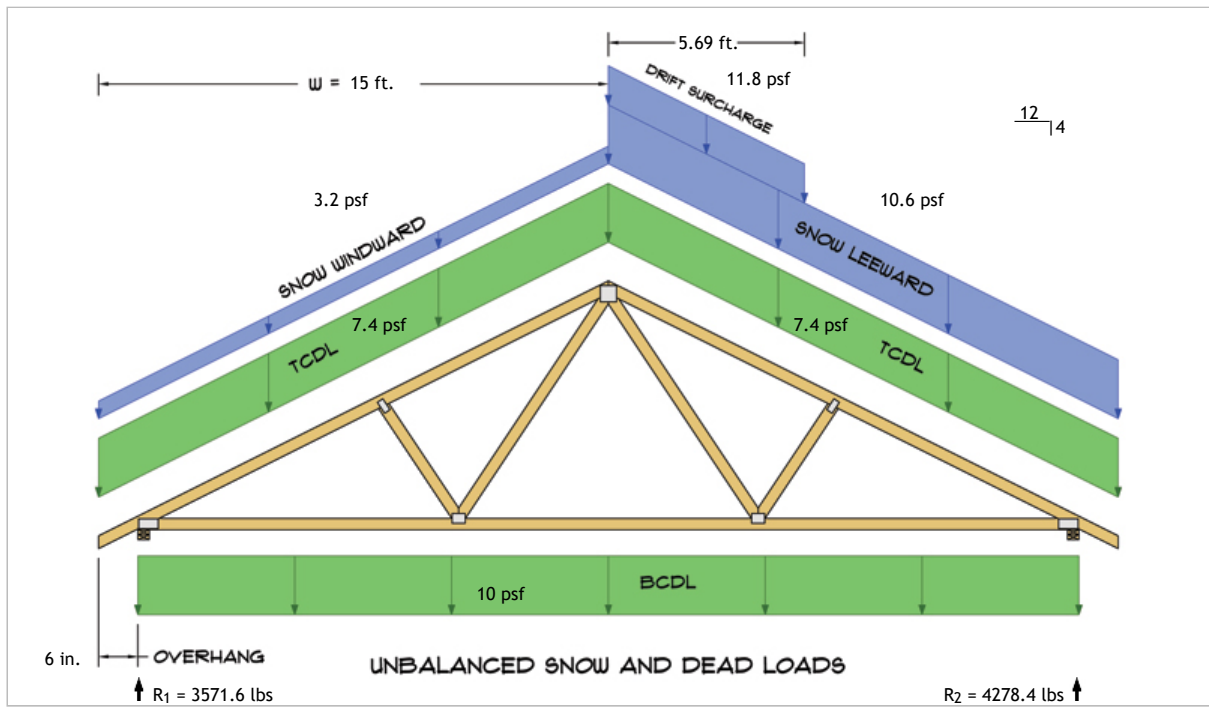 5.69 ft.
W = 15 ft.
DRIFT SURCHARGE
11.8 psf
12
4
3.2 psf
10.6 psf
SNOW WINDWARD
SNOW LEEWARD
7.4 psf
7.4 psf
TCDL
TCDL
10 psf
BCDL
6 in.
OVERHANG
UNBALANCED SNOW AND DEAD LOADS
R1 = 3571.6 lbs
R2 = 4278.4 lbs